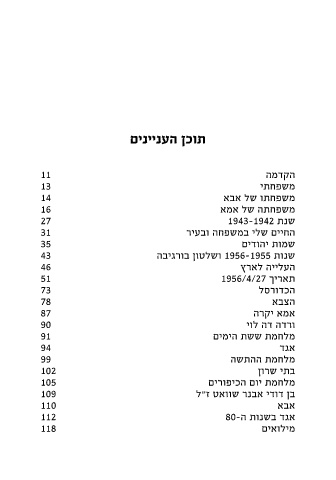 תוכן העניינים
הקדמה 11
משפחתי 13
משפחתו של אבא 14
משפחתה של אמא 16
שנת 1943-1942 27
החיים שלי במשפחה ובעיר 31
שמות יהודים 35
שנות 1956-1955 ושלטון בורגיבה 43
העלייה לארץ 46
תאריך 1956/4/27 51
הכדורסל 73
הצבא 78
אמא יקרה 87
ורדה דה לוי 90
מלחמת ששת הימים 91
אגד 94
מלחמת ההתשה 99
בתי שרון 102
מלחמת יום הכיפורים 105
בן דודי אבנר שוואט ז"ל 109
אבא 110
אגד בשנות ה-80 112
מילואים 118